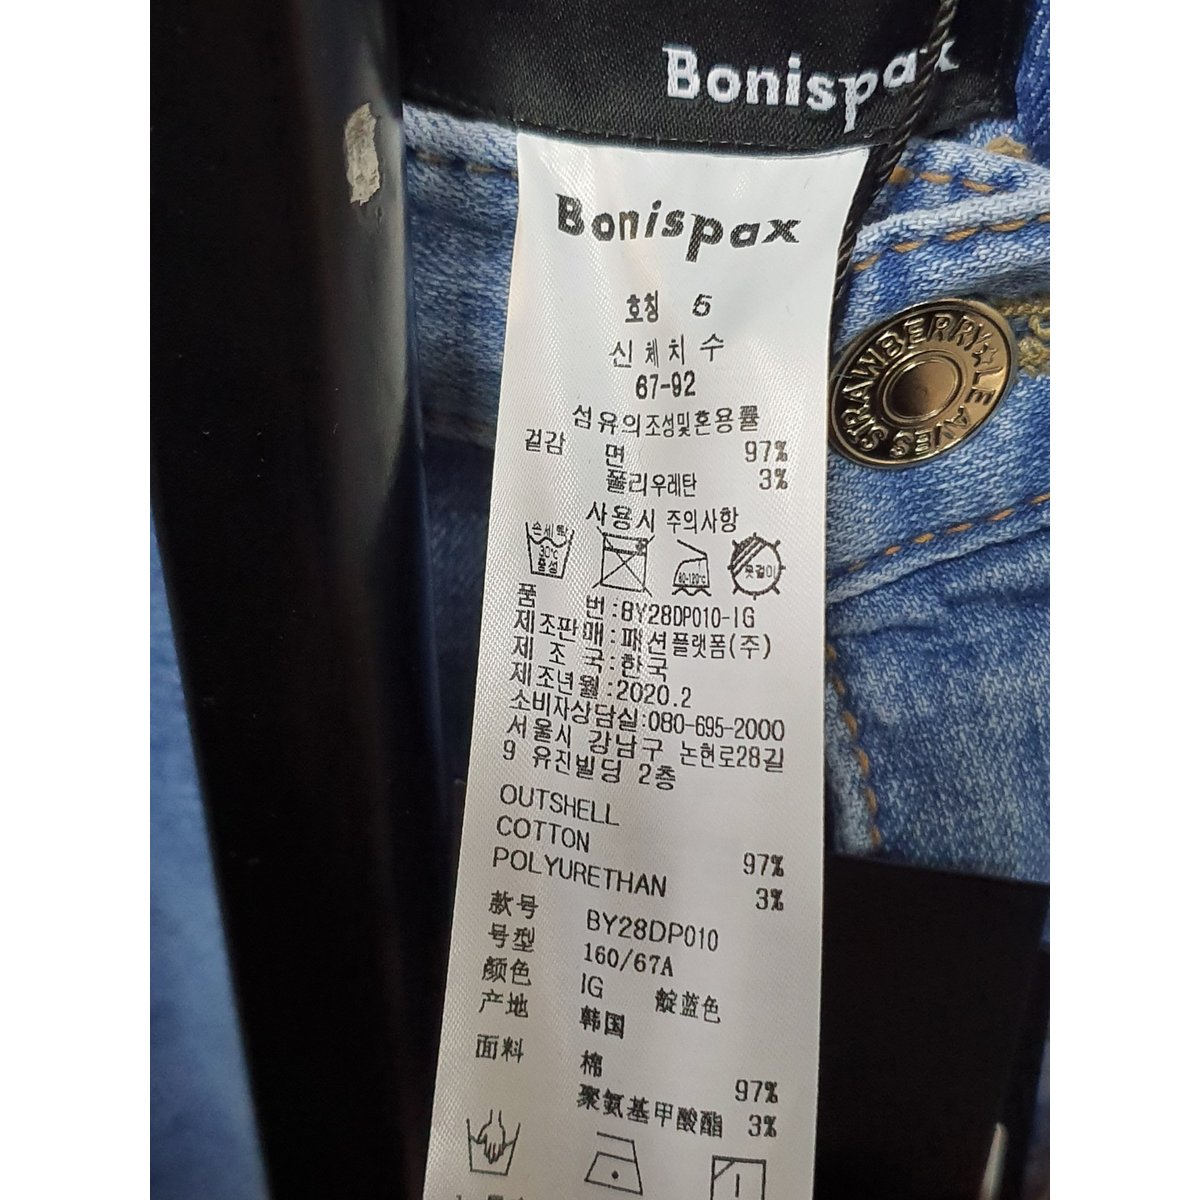 Bonispax
Bonispax
호칭 5
신체치수
67-92
섬유의조성및혼용률
겉감 면 97%
폴리우레탄 3%
사용시 주의사항
손세탁 30℃ 중성
80-120℃
못걸이
품 번:BY28DP010-IG
제조판매:패션플랫폼(주)
제 조 국:한국
제조년월:2020.2
소비자상담실:080-695-2000
서울시 강남구 논현로28길
9 유진빌딩 2층
OUTSHELL
COTTON 97%
POLYURETHAN 3%
款号 BY28DP010
号型 160/67A
颜色 IG 靛蓝色
产地 韩国
面料 棉 97%
聚氨基甲酸酯 3%
STRAWBERRY★LE AVES